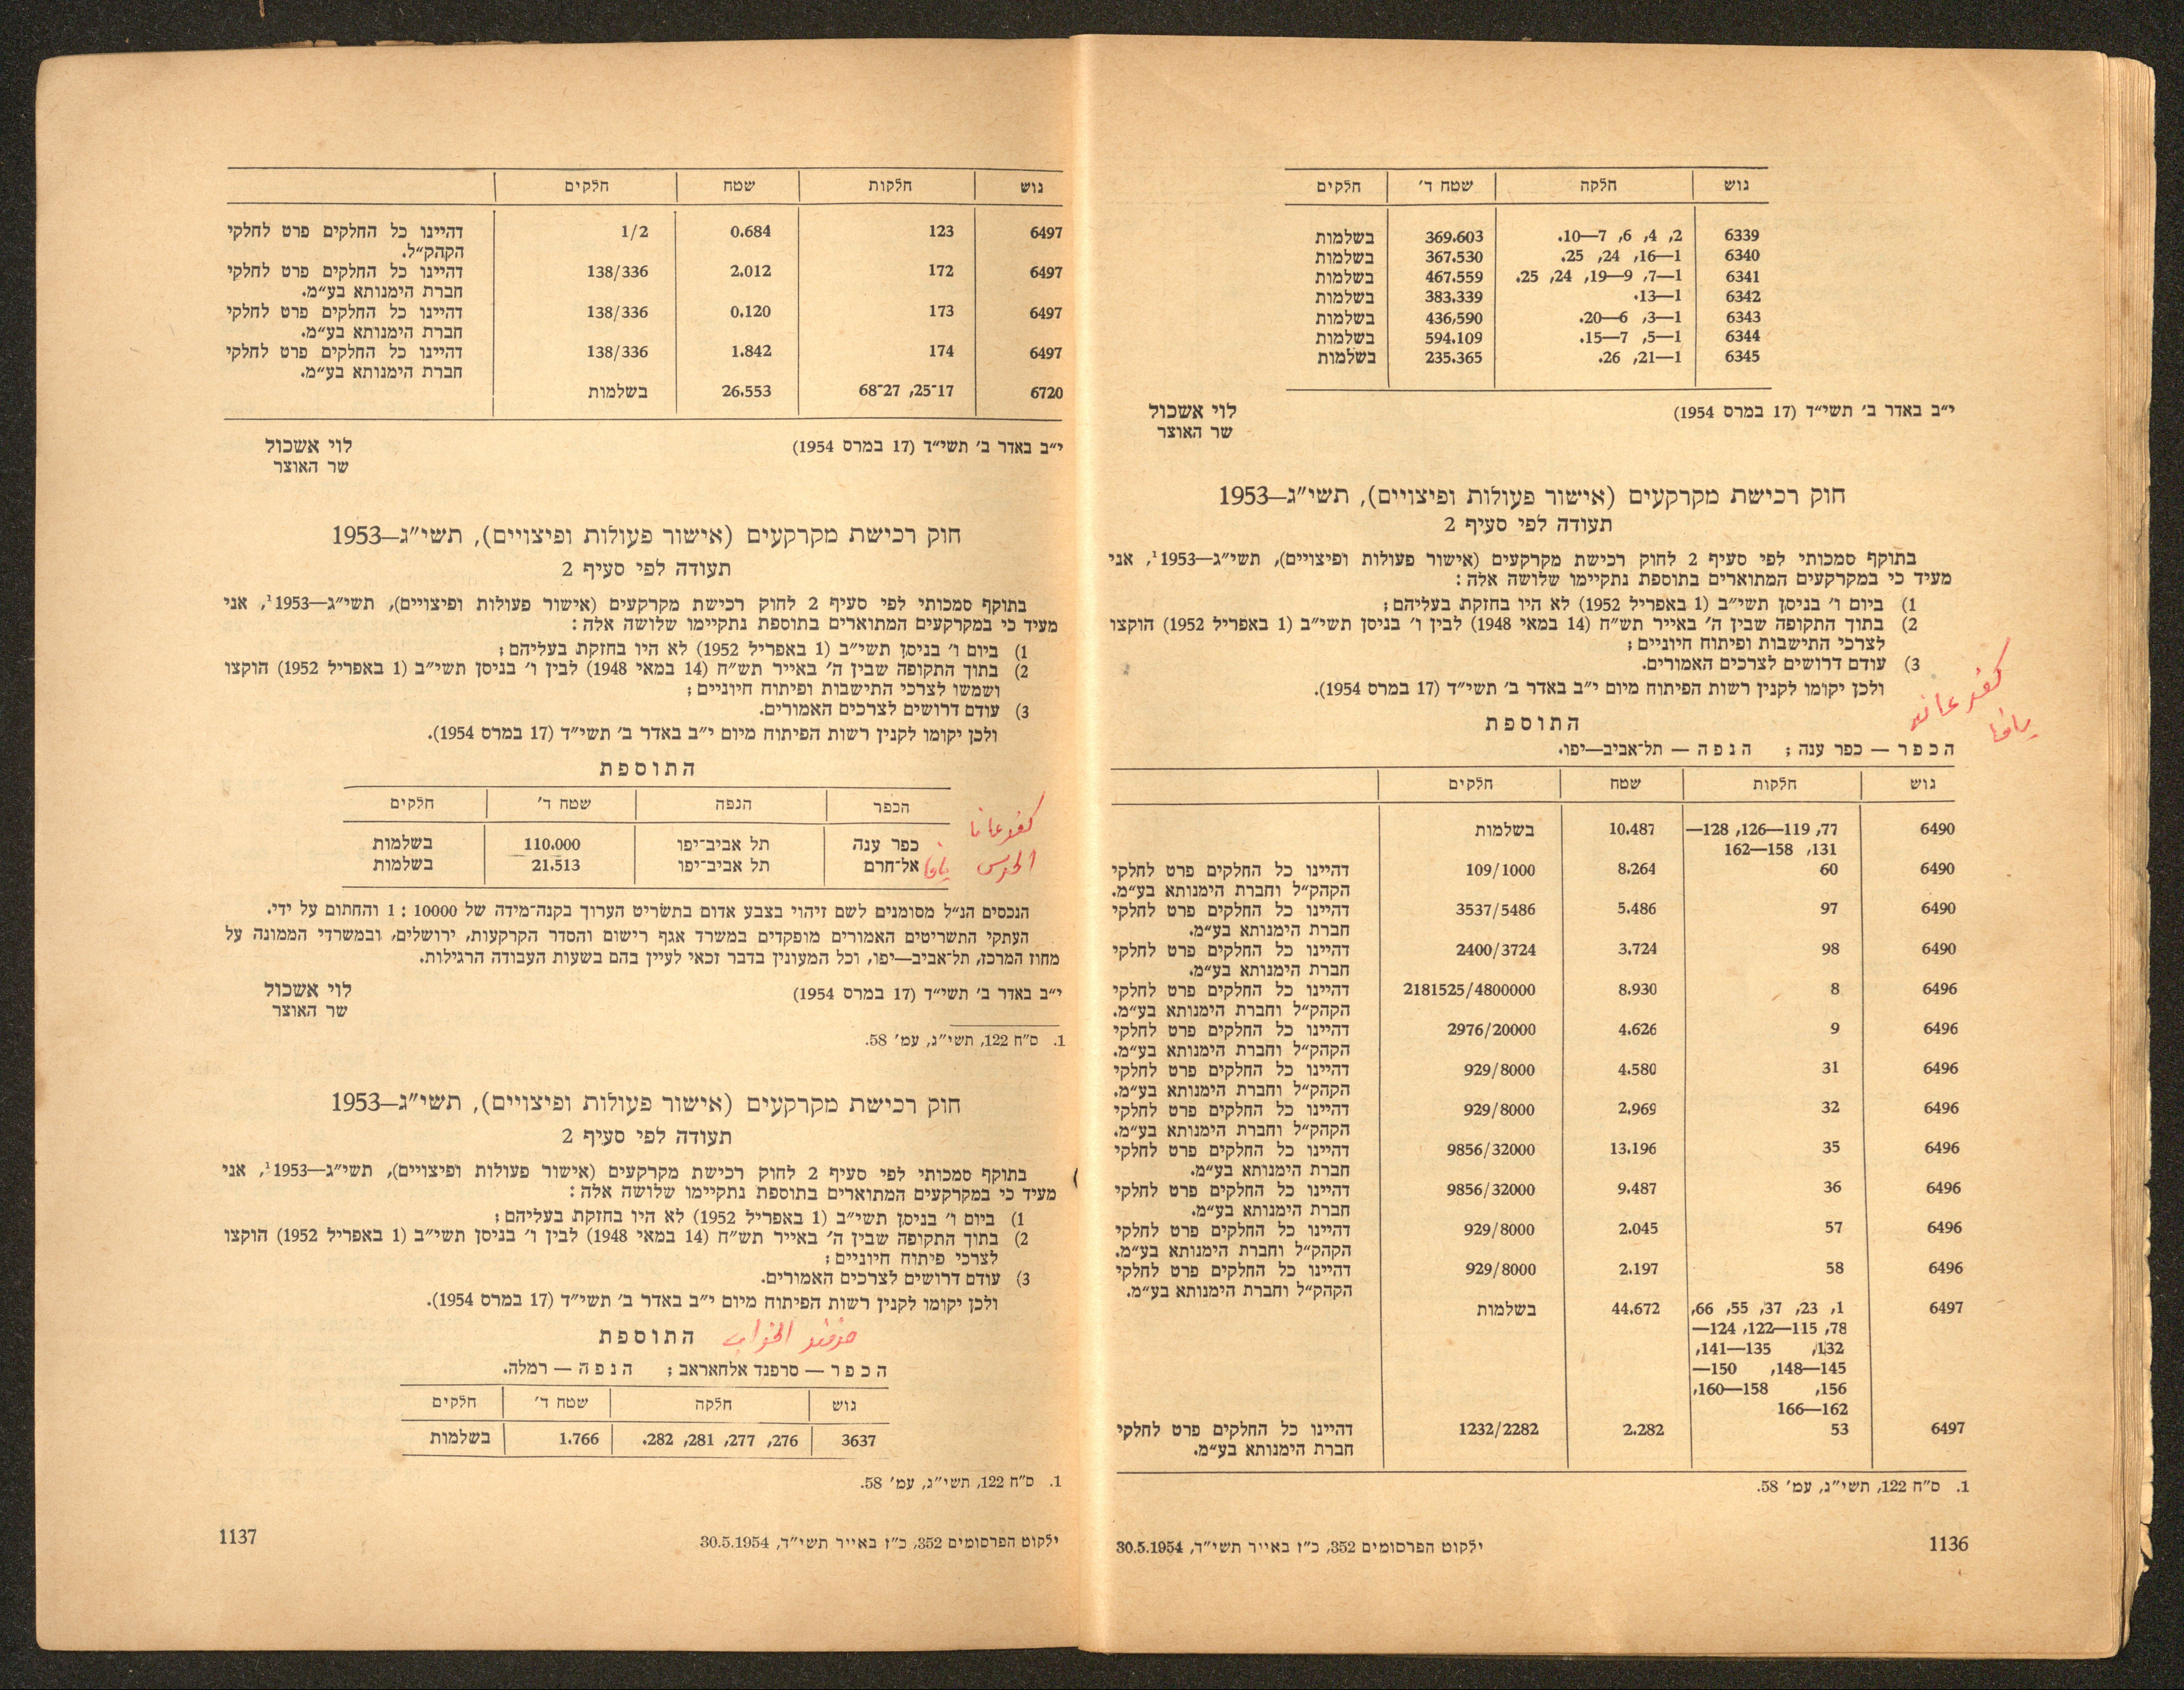 גוש חלקה שטח ד׳ חלקים
6339 2, 4, 6, 7—10. 369.603 בשלמות
6340 1—16, 24, 25. 367.530 בשלמות
6341 1—7, 9—19, 24, 25. 467.559 בשלמות
6342 1—13. 383.339 בשלמות
6343 1—3, 6—20. 436,590 בשלמות
6344 1—5, 7—15. 594.109 בשלמות
6345 1—21, 26. 235.365 בשלמות
י״ב באדר ב׳ תשי״ד (17 במרס 1954) לוי אשכול
שר האוצר
חוק רכישת מקרקעים (אישור פעולות ופיצויים), תשי״ג—1953
תעודה לפי סעיף 2
בתוקף סמכותי לפי סעיף 2 לחוק רכישת מקרקעים (אישור פעולות ופיצויים), תשי״ג—1953¹, אני
מעיד כי במקרקעים המתוארים בתוספת נתקיימו שלושה אלה:
1) ביום ו׳ בניסן תשי״ב (1 באפריל 1952) לא היו בחזקת בעליהם;
2) בתוך התקופה שבין ה׳ באייר תש״ח (14 במאי 1948) לבין ו׳ בניסן תשי״ב (1 באפריל 1952) הוקצו
לצרכי התישבות ופיתוח חיוניים;
3) עודם דרושים לצרכים האמורים.
ולכן יקומו לקנין רשות הפיתוח מיום י״ב באדר ב׳ תשי״ד (17 במרס 1954).
كفر عانه
يافا
התוספת
הכפר — כפר ענה; הנפה — תל־אביב—יפו.
גוש חלקות שטח חלקים
6490 77, 119—126, 128— 10.487 בשלמות
131, 158—162
6490 60 8.264 109/1000 דהיינו כל החלקים פרט לחלקי
הקהק״ל וחברת הימנותא בע״מ.
6490 97 5.486 3537/5486 דהיינו כל החלקים פרט לחלקי
חברת הימנותא בע״מ.
6490 98 3.724 2400/3724 דהיינו כל החלקים פרט לחלקי
חברת הימנותא בע״מ.
6496 8 8.930 2181525/4800000 דהיינו כל החלקים פרט לחלקי
הקהק״ל וחברת הימנותא בע״מ.
6496 9 4.626 2976/20000 דהיינו כל החלקים פרט לחלקי
הקהק״ל וחברת הימנותא בע״מ.
6496 31 4.580 929/8000 דהיינו כל החלקים פרט לחלקי
הקהק״ל וחברת הימנותא בע״מ.
6496 32 2.969 929/8000 דהיינו כל החלקים פרט לחלקי
הקהק״ל וחברת הימנותא בע״מ.
6496 35 13.196 9856/32000 דהיינו כל החלקים פרט לחלקי
חברת הימנותא בע״מ.
6496 36 9.487 9856/32000 דהיינו כל החלקים פרט לחלקי
חברת הימנותא בע״מ.
6496 57 2.045 929/8000 דהיינו כל החלקים פרט לחלקי
הקהק״ל וחברת הימנותא בע״מ.
6496 58 2.197 929/8000 דהיינו כל החלקים פרט לחלקי
הקהק״ל וחברת הימנותא בע״מ.
6497 1, 23, 37, 55, 66, 44.672 בשלמות
78, 115—122, 124—
132, 135—141,
145—148, 150—
156, 158—160,
162—166
6497 53 2.282 1232/2282 דהיינו כל החלקים פרט לחלקי
חברת הימנותא בע״מ.
1. ס״ח 122, תשי״ג, עמ׳ 58.
1136 ילקוט הפרסומים 352, כ״ז באייר תשי״ד, 30.5.1954
גוש חלקות שטח חלקים
6497 123 0.684 1/2 דהיינו כל החלקים פרט לחלקי
הקהק״ל.
6497 172 2.012 138/336 דהיינו כל החלקים פרט לחלקי
חברת הימנותא בע״מ.
6497 173 0.120 138/336 דהיינו כל החלקים פרט לחלקי
חברת הימנותא בע״מ.
6497 174 1.842 138/336 דהיינו כל החלקים פרט לחלקי
חברת הימנותא בע״מ.
6720 17־25, 27־68 26.553 בשלמות
י״ב באדר ב׳ תשי״ד (17 במרס 1954) לוי אשכול
שר האוצר
חוק רכישת מקרקעים (אישור פעולות ופיצויים), תשי״ג—1953
תעודה לפי סעיף 2
בתוקף סמכותי לפי סעיף 2 לחוק רכישת מקרקעים (אישור פעולות ופיצויים), תשי״ג—1953¹, אני
מעיד כי במקרקעים המתוארים בתוספת נתקיימו שלושה אלה:
1) ביום ו׳ בניסן תשי״ב (1 באפריל 1952) לא היו בחזקת בעליהם;
2) בתוך התקופה שבין ה׳ באייר תש״ח (14 במאי 1948) לבין ו׳ בניסן תשי״ב (1 באפריל 1952) הוקצו
ושמשו לצרכי התישבות ופיתוח חיוניים;
3) עודם דרושים לצרכים האמורים.
ולכן יקומו לקנין רשות הפיתוח מיום י״ב באדר ב׳ תשי״ד (17 במרס 1954).
התוספת
הכפר הנפה שטח ד׳ חלקים
كفر عانا כפר ענה תל אביב־יפו 110.000 בשלמות
الحرم يافا אל־חרם תל אביב־יפו 21.513 בשלמות
הנכסים הנ״ל מסומנים לשם זיהוי בצבע אדום בתשריט הערוך בקנה־מידה של 10000 : 1 והחתום על ידי.
העתקי התשריטים האמורים מופקדים במשרד אגף רישום והסדר הקרקעות, ירושלים, ובמשרדי הממונה על
מחוז המרכז, תל־אביב—יפו, וכל המעונין בדבר זכאי לעיין בהם בשעות העבודה הרגילות.
י״ב באדר ב׳ תשי״ד (17 במרס 1954) לוי אשכול
שר האוצר
1. ס״ח 122, תשי״ג, עמ׳ 58.
חוק רכישת מקרקעים (אישור פעולות ופיצויים), תשי״ג—1953
תעודה לפי סעיף 2
בתוקף סמכותי לפי סעיף 2 לחוק רכישת מקרקעים (אישור פעולות ופיצויים), תשי״ג—1953¹, אני
מעיד כי במקרקעים המתוארים בתוספת נתקיימו שלושה אלה:
1) ביום ו׳ בניסן תשי״ב (1 באפריל 1952) לא היו בחזקת בעליהם;
2) בתוך התקופה שבין ה׳ באייר תש״ח (14 במאי 1948) לבין ו׳ בניסן תשי״ב (1 באפריל 1952) הוקצו
לצרכי פיתוח חיוניים;
3) עודם דרושים לצרכים האמורים.
ולכן יקומו לקנין רשות הפיתוח מיום י״ב באדר ב׳ תשי״ד (17 במרס 1954).
صرفند الخراب התוספת
הכפר — סרפנד אלחאראב; הנפה — רמלה.
גוש חלקה שטח ד׳ חלקים
3637 276, 277, 281, 282. 1.766 בשלמות
1. ס״ח 122, תשי״ג, עמ׳ 58.
ילקוט הפרסומים 352, כ״ז באייר תשי״ד, 30.5.1954 1137